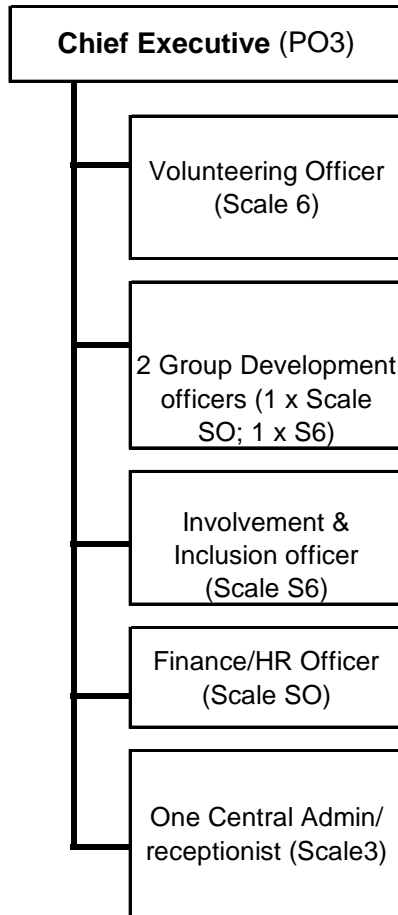 Chief Executive (PO3)
Volunteering Officer
(Scale 6)
2 Group Development
officers (1 x Scale
SO; 1 x S6)
Involvement &
Inclusion officer
(Scale S6)
Finance/HR Officer
(Scale SO)
One Central Admin/
receptionist (Scale3)